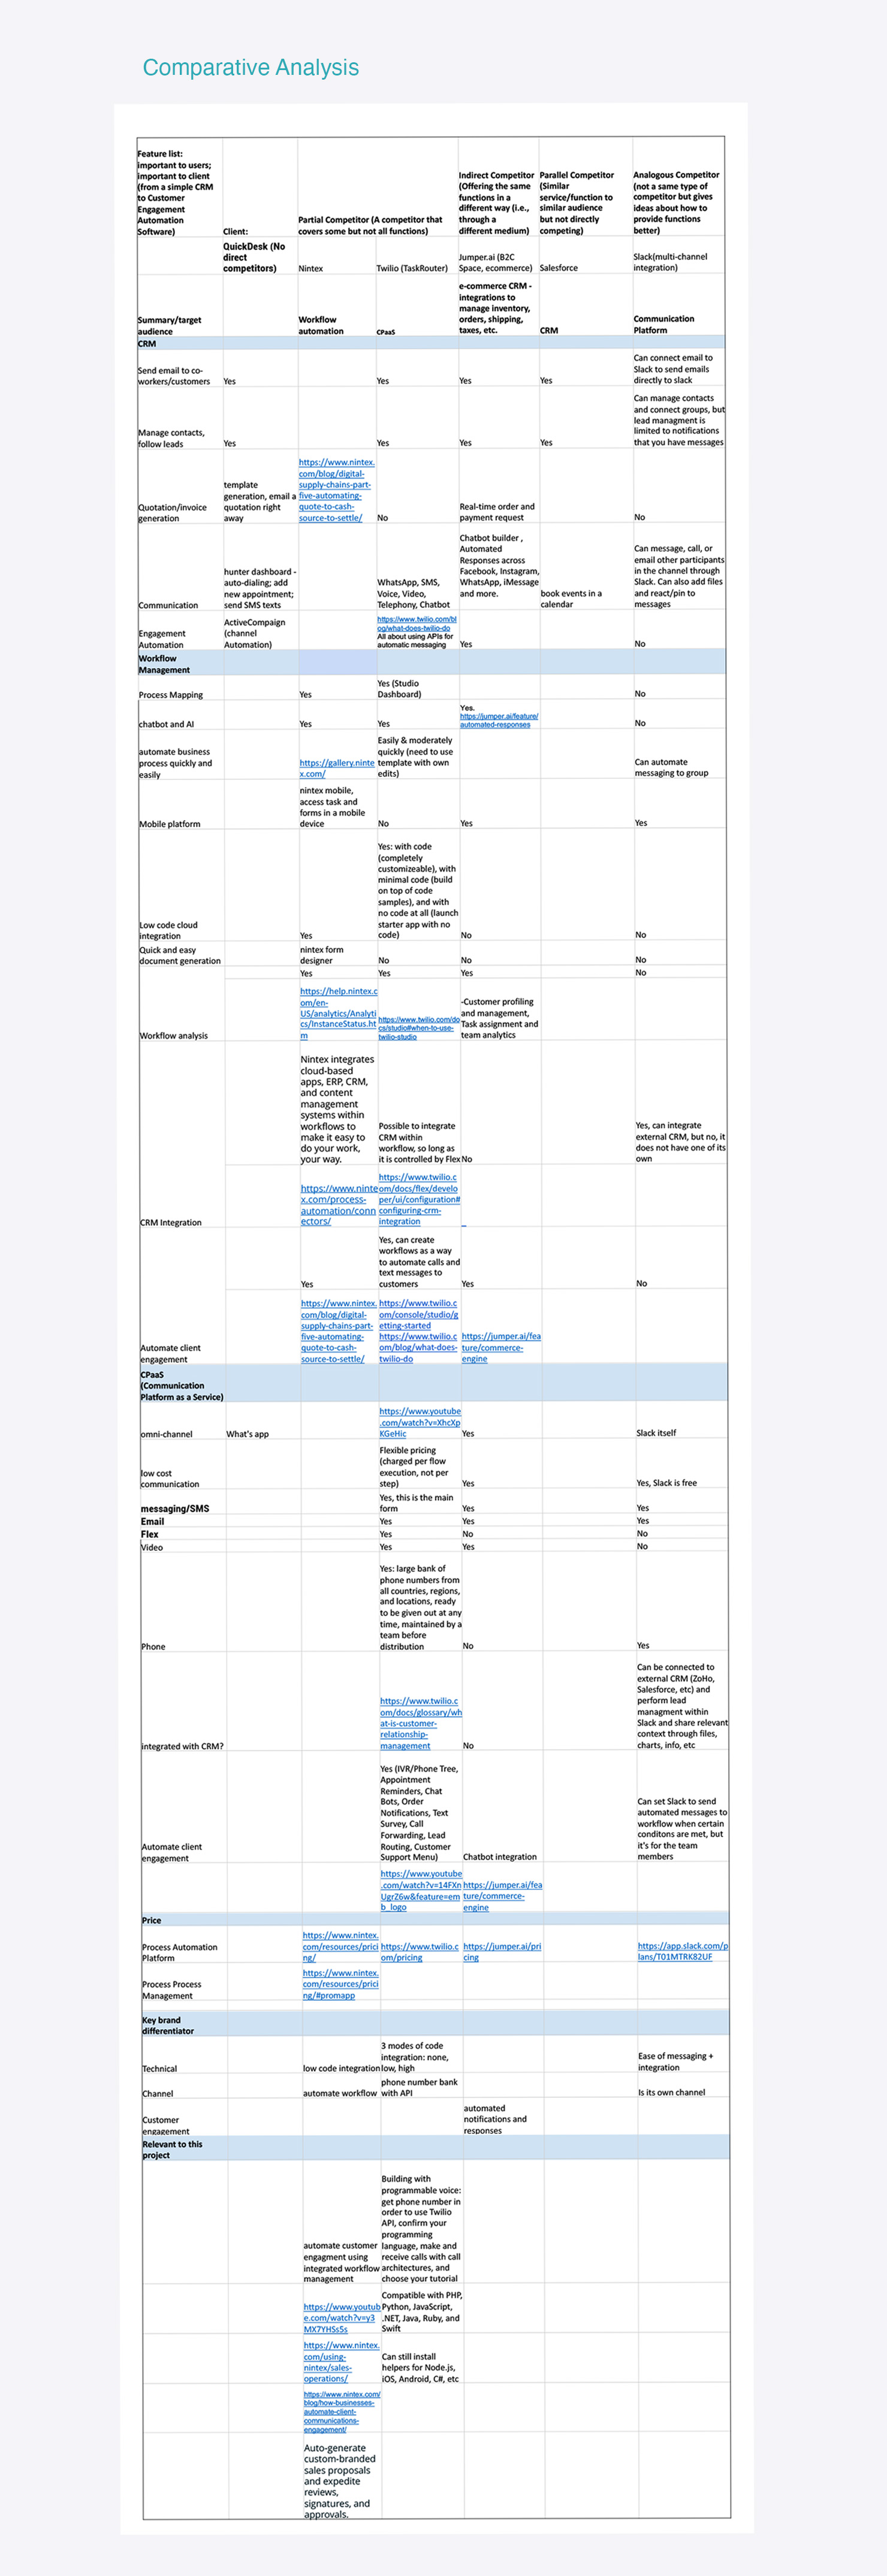 Comparative Analysis
Feature list:
important to users;
important to client
(from a simple CRM
to Customer
Engagement
Automation
Software)
Client:
Partial Competitor (A competitor that
covers some but not all functions)
Indirect Competitor
(Offering the same
functions in a
different way (i.e.,
through a
different medium)
Parallel Competitor
(Similar
service/function to
similar audience
but not directly
competing)
Analogous Competitor
(not a same type of
competitor but gives
ideas about how to
provide functions
better)
QuickDesk (No
direct
competitors)
Nintex
Twilio (TaskRouter)
Jumper.ai (B2C
Space, ecommerce)
Salesforce
Slack(multi-channel
integration)
Summary/target
audience
Workflow
automation
CPaaS
e-commerce CRM -
integrations to
manage inventory,
orders, shipping,
taxes, etc.
CRM
Communication
Platform
CRM
Send email to co-
workers/customers
Yes
Yes
Yes
Yes
Can connect email to
Slack to send emails
directly to slack
Manage contacts,
follow leads
Yes
Yes
Yes
Yes
Can manage contacts
and connect groups, but
lead managment is
limited to notifications
that you have messages
Quotation/invoice
generation
template
generation, email a
quotation right
away
https://www.nintex.
com/blog/digital-
supply-chains-part-
five-automating-
quote-to-cash-
source-to-settle/
No
Real-time order and
payment request
No
Communication
hunter dashboard -
auto-dialing; add
new appointment;
send SMS texts
WhatsApp, SMS,
Voice, Video,
Telephony, Chatbot
Chatbot builder ,
Automated
Responses across
Facebook, Instagram,
WhatsApp, iMessage
and more.
book events in a
calendar
Can message, call, or
email other participants
in the channel through
Slack. Can also add files
and react/pin to
messages
Engagement
Automation
ActiveCompaign
(channel
Automation)
https://www.twilio.com/bl
og/what-does-twilio-do
All about using APIs for
automatic messaging
Yes
No
Workflow
Management
Process Mapping
Yes
Yes (Studio
Dashboard)
No
chatbot and AI
Yes
Yes
Yes.
https://jumper.ai/feature/
automated-responses
No
automate business
process quickly and
easily
https://gallery.ninte
x.com/
Easily & moderately
quickly (need to use
template with own
edits)
Can automate
messaging to group
Mobile platform
nintex mobile,
access task and
forms in a mobile
device
No
Yes
Yes
Low code cloud
integration
Yes
Yes: with code
(completely
customizeable), with
minimal code (build
on top of code
samples), and with
no code at all (launch
starter app with no
code)
No
No
Quick and easy
document generation
nintex form
designer
No
No
No
Yes
Yes
Yes
No
Workflow analysis
https://help.nintex.c
om/en-
US/analytics/Analyti
cs/InstanceStatus.ht
m
https://www.twilio.com/do
cs/studio#when-to-use-
twilio-studio
-Customer profiling
and management,
Task assignment and
team analytics
Nintex integrates
cloud-based
apps, ERP, CRM,
and content
management
systems within
workflows to
make it easy to
do your work,
your way.
Possible to integrate
CRM within
workflow, so long as
it is controlled by Flex
No
Yes, can integrate
external CRM, but no, it
does not have one of its
own
CRM Integration
https://www.ninte
x.com/process-
automation/conn
ectors/
https://www.twilio.c
om/docs/flex/develo
per/ui/configuration#
configuring-crm-
integration
Yes
Yes, can create
workflows as a way
to automate calls and
text messages to
customers
Yes
No
Automate client
engagement
https://www.nintex.
com/blog/digital-
supply-chains-part-
five-automating-
quote-to-cash-
source-to-settle/
https://www.twilio.c
om/console/studio/g
etting-started
https://www.twilio.c
om/blog/what-does-
twilio-do
https://jumper.ai/fea
ture/commerce-
engine
CPaaS
(Communication
Platform as a Service)
omni-channel
What's app
https://www.youtube
.com/watch?v=XhcXp
KGeHic
Yes
Slack itself
low cost
communication
Flexible pricing
(charged per flow
execution, not per
step)
Yes
Yes, Slack is free
messaging/SMS
Yes, this is the main
form
Yes
Yes
Email
Yes
Yes
Yes
Flex
Yes
No
No
Video
Yes
Yes
No
Phone
Yes: large bank of
phone numbers from
all countries, regions,
and locations, ready
to be given out at any
time, maintained by a
team before
distribution
No
Yes
integrated with CRM?
https://www.twilio.c
om/docs/glossary/wh
at-is-customer-
relationship-
management
No
Can be connected to
external CRM (ZoHo,
Salesforce, etc) and
perform lead
managment within
Slack and share relevant
context through files,
charts, info, etc
Automate client
engagement
Yes (IVR/Phone Tree,
Appointment
Reminders, Chat
Bots, Order
Notifications, Text
Survey, Call
Forwarding, Lead
Routing, Customer
Support Menu)
Chatbot integration
Can set Slack to send
automated messages to
workflow when certain
conditons are met, but
it's for the team
members
https://www.youtube
.com/watch?v=14FXn
UgrZ6w&feature=em
b_logo
https://jumper.ai/fea
ture/commerce-
engine
Price
Process Automation
Platform
https://www.nintex.
com/resources/prici
ng/
https://www.twilio.c
om/pricing
https://jumper.ai/pri
cing
https://app.slack.com/p
lans/T01MTRK82UF
Process Process
Management
https://www.nintex.
com/resources/prici
ng/#promapp
Key brand
differentiator
Technical
low code integration
3 modes of code
integration: none,
low, high
Ease of messaging +
integration
Channel
automate workflow
phone number bank
with API
Is its own channel
Customer
engagement
automated
notifications and
responses
Relevant to this
project
automate customer
engagment using
integrated workflow
management
Building with
programmable voice:
get phone number in
order to use Twilio
API, confirm your
programming
language, make and
receive calls with call
architectures, and
choose your tutorial
https://www.youtub
e.com/watch?v=y3
MX7YHSs5s
Compatible with PHP,
Python, JavaScript,
.NET, Java, Ruby, and
Swift
https://www.nintex.
com/using-
nintex/sales-
operations/
Can still install
helpers for Node.js,
iOS, Android, C#, etc
https://www.nintex.com/
blog/how-businesses-
automate-client-
communications-
engagement/
Auto-generate
custom-branded
sales proposals
and expedite
reviews,
signatures, and
approvals.